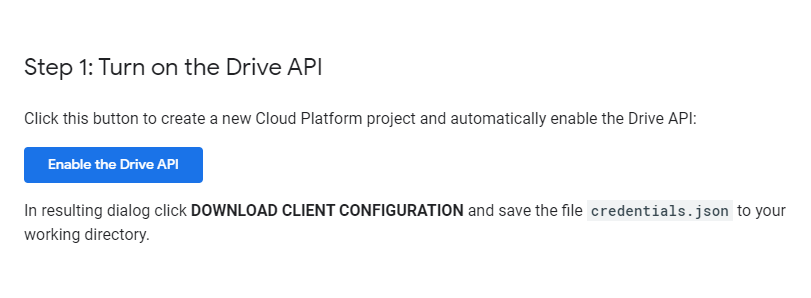 Step 1: Turn on the Drive API
Click this button to create a new Cloud Platform project and automatically enable the Drive API:
Enable the Drive API
In resulting dialog click DOWNLOAD CLIENT CONFIGURATION and save the file credentials.json to your
working directory.